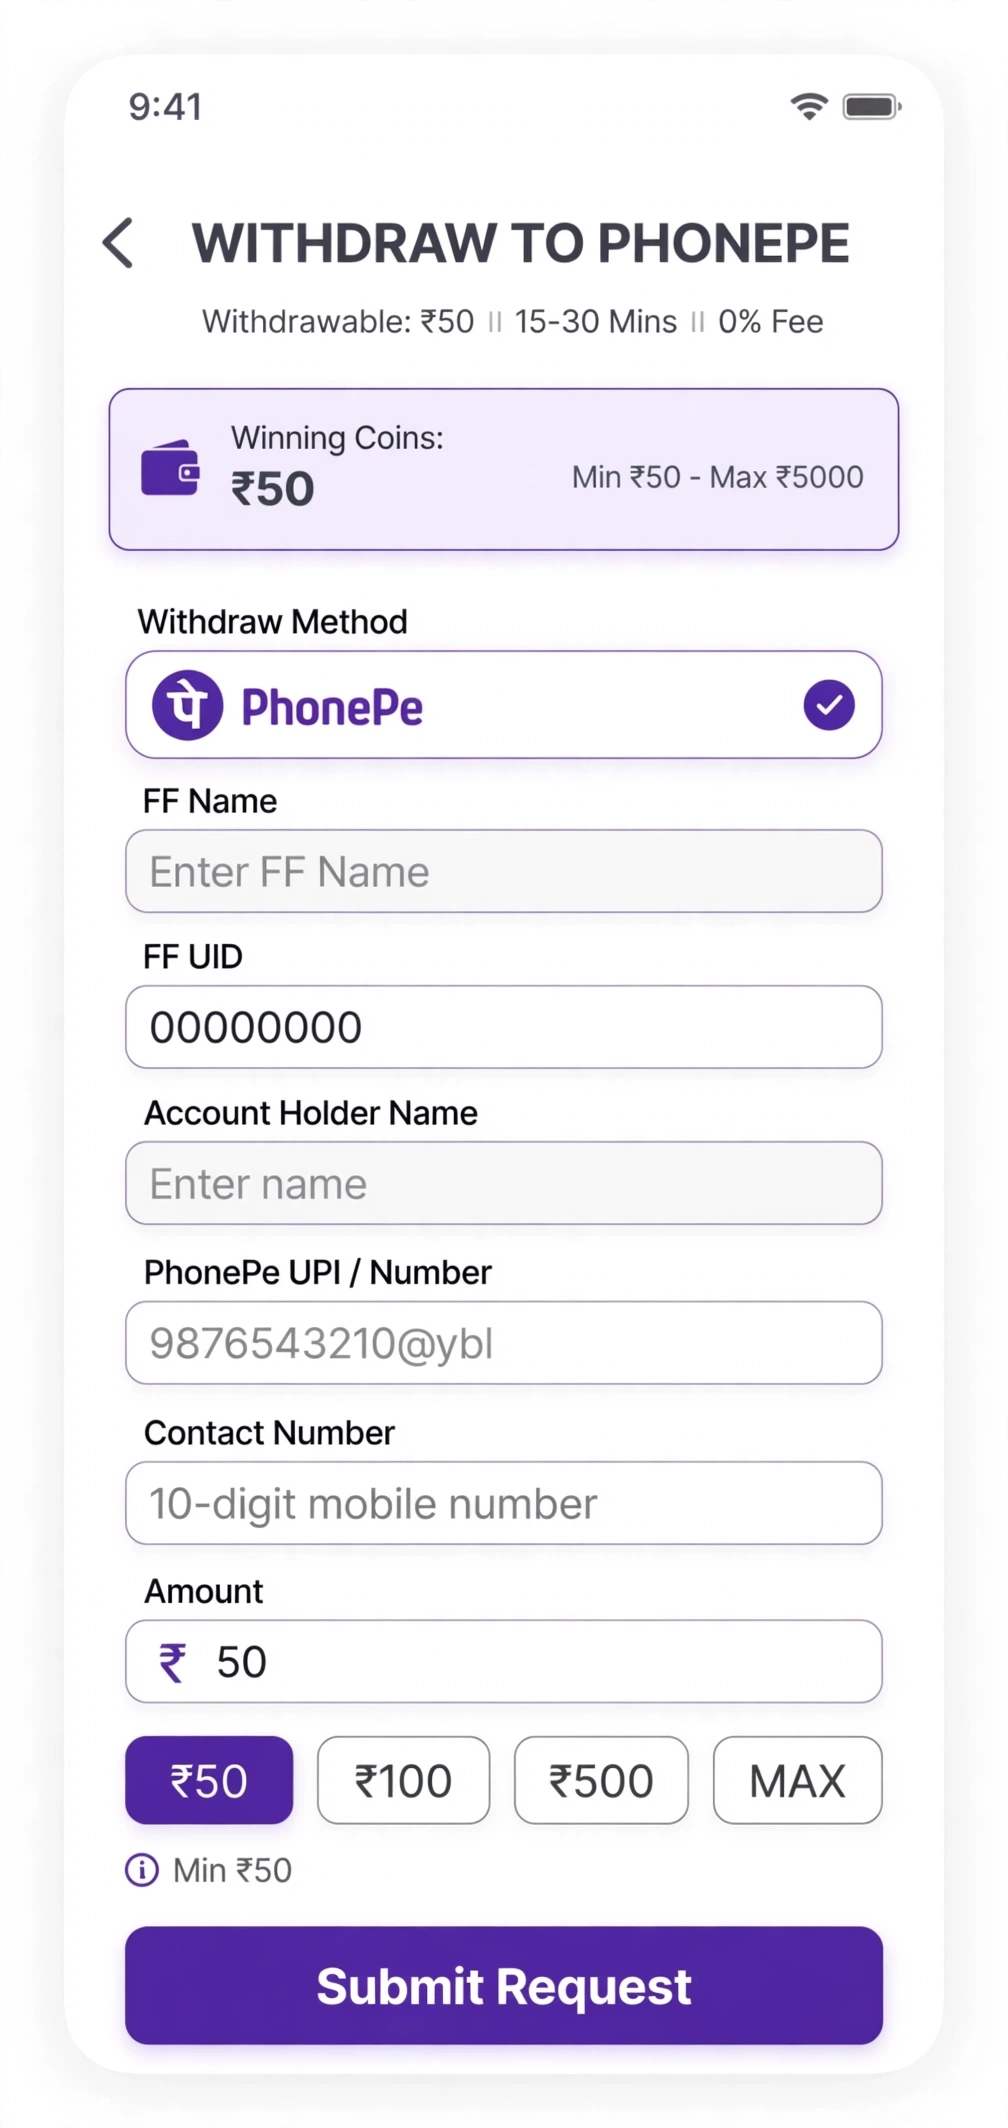 9:41
WITHDRAW TO PHONEPE
Withdrawable: ₹50 || 15-30 Mins || 0% Fee
Winning Coins:
₹50
Min ₹50 - Max ₹5000
Withdraw Method
पे PhonePe
FF Name
Enter FF Name
FF UID
00000000
Account Holder Name
Enter name
PhonePe UPI / Number
9876543210@ybl
Contact Number
10-digit mobile number
Amount
₹ 50
₹50 ₹100 ₹500 MAX
Min ₹50
Submit Request